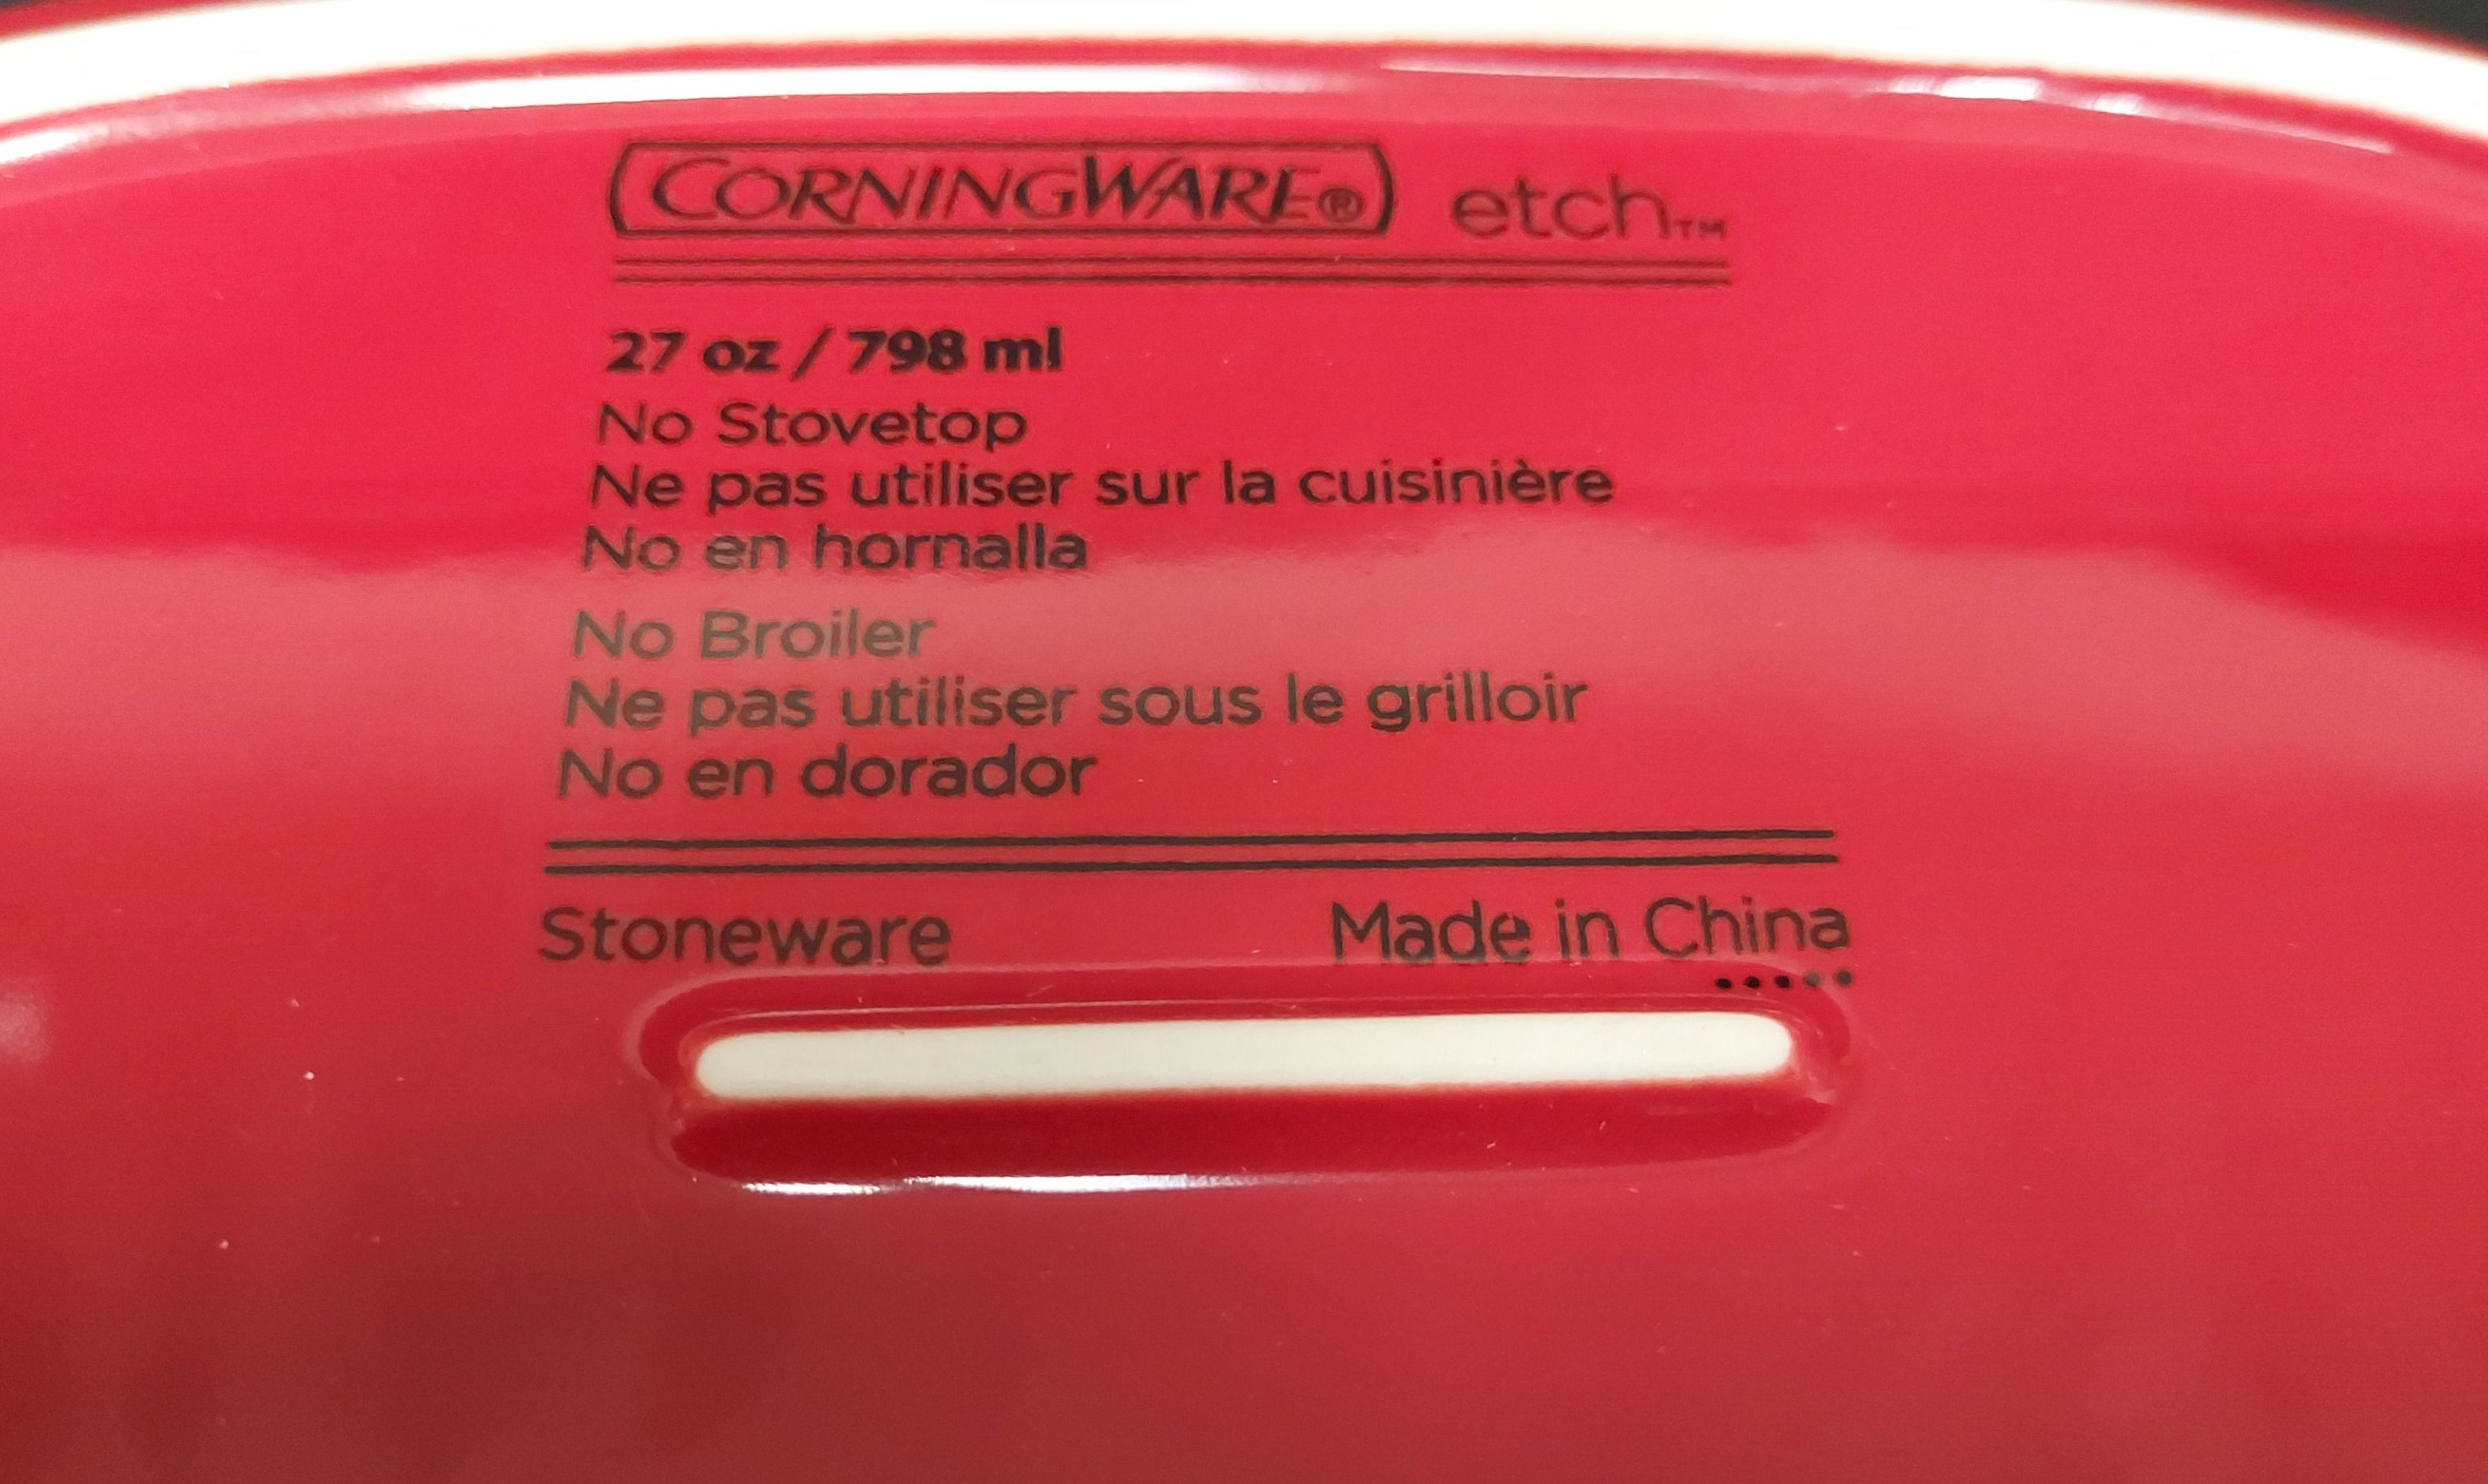 CORNINGWARE® etch™
27 oz / 798 ml
No Stovetop
Ne pas utiliser sur la cuisinière
No en hornalla
No Broiler
Ne pas utiliser sous le grilloir
No en dorador
Stoneware Made in China